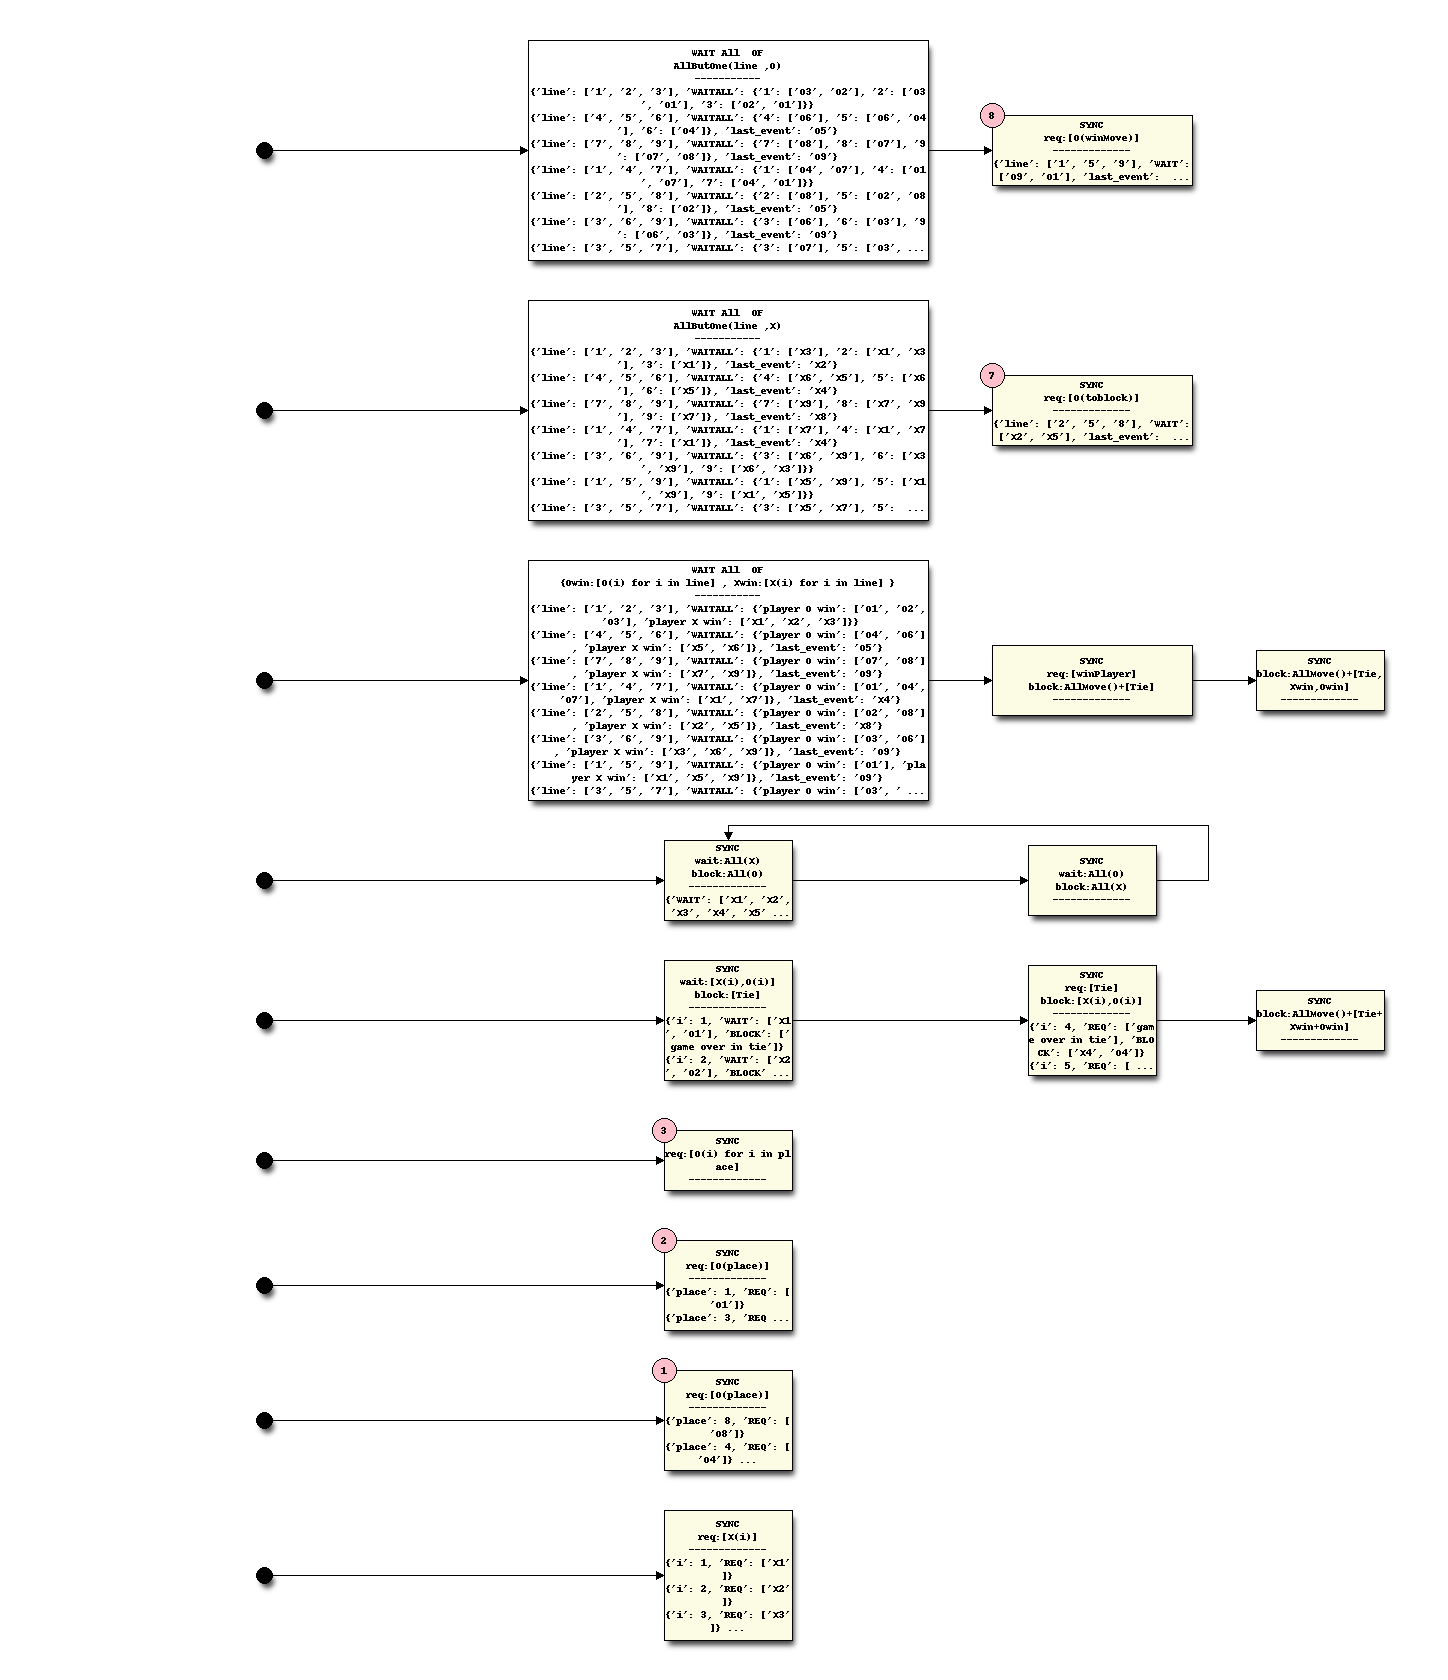 WAIT All  OF
AllButOne(line ,O)
-----------
{'line': ['1', '2', '3'], 'WAITALL': {'1': ['O3', 'O2'], '2': ['O3
', 'O1'], '3': ['O2', 'O1']}}
{'line': ['4', '5', '6'], 'WAITALL': {'4': ['O6'], '5': ['O6', 'O4
'], '6': ['O4']}, 'last_event': 'O5'}
{'line': ['7', '8', '9'], 'WAITALL': {'7': ['O8'], '8': ['O7'], '9
': ['O7', 'O8']}, 'last_event': 'O9'}
{'line': ['1', '4', '7'], 'WAITALL': {'1': ['O4', 'O7'], '4': ['O1
', 'O7'], '7': ['O4', 'O1']}}
{'line': ['2', '5', '8'], 'WAITALL': {'2': ['O8'], '5': ['O2', 'O8
'], '8': ['O2']}, 'last_event': 'O5'}
{'line': ['3', '6', '9'], 'WAITALL': {'3': ['O6'], '6': ['O3'], '9
': ['O6', 'O3']}, 'last_event': 'O9'}
{'line': ['3', '5', '7'], 'WAITALL': {'3': ['O7'], '5': ['O3', ...
8
SYNC
req:[O(winMove)]
-------------
{'line': ['1', '5', '9'], 'WAIT':
['O9', 'O1'], 'last_event':  ...
WAIT All  OF
AllButOne(line ,X)
-----------
{'line': ['1', '2', '3'], 'WAITALL': {'1': ['X3'], '2': ['X1', 'X3
'], '3': ['X1']}, 'last_event': 'X2'}
{'line': ['4', '5', '6'], 'WAITALL': {'4': ['X6', 'X5'], '5': ['X6
'], '6': ['X5']}, 'last_event': 'X4'}
{'line': ['7', '8', '9'], 'WAITALL': {'7': ['X9'], '8': ['X7', 'X9
'], '9': ['X7']}, 'last_event': 'X8'}
{'line': ['1', '4', '7'], 'WAITALL': {'1': ['X7'], '4': ['X1', 'X7
'], '7': ['X1']}, 'last_event': 'X4'}
{'line': ['3', '6', '9'], 'WAITALL': {'3': ['X6', 'X9'], '6': ['X3
', 'X9'], '9': ['X6', 'X3']}}
{'line': ['1', '5', '9'], 'WAITALL': {'1': ['X5', 'X9'], '5': ['X1
', 'X9'], '9': ['X1', 'X5']}}
{'line': ['3', '5', '7'], 'WAITALL': {'3': ['X5', 'X7'], '5':  ...
7
SYNC
req:[O(toblock)]
-------------
{'line': ['2', '5', '8'], 'WAIT':
['X2', 'X5'], 'last_event':  ...
WAIT All  OF
{Owin:[O(i) for i in line] , Xwin:[X(i) for i in line] }
-----------
{'line': ['1', '2', '3'], 'WAITALL': {'player O win': ['O1', 'O2',
'O3'], 'player X win': ['X1', 'X2', 'X3']}}
{'line': ['4', '5', '6'], 'WAITALL': {'player O win': ['O4', 'O6']
, 'player X win': ['X5', 'X6']}, 'last_event': 'O5'}
{'line': ['7', '8', '9'], 'WAITALL': {'player O win': ['O7', 'O8']
, 'player X win': ['X7', 'X9']}, 'last_event': 'O9'}
{'line': ['1', '4', '7'], 'WAITALL': {'player O win': ['O1', 'O4',
'O7'], 'player X win': ['X1', 'X7']}, 'last_event': 'X4'}
{'line': ['2', '5', '8'], 'WAITALL': {'player O win': ['O2', 'O8']
, 'player X win': ['X2', 'X5']}, 'last_event': 'X8'}
{'line': ['3', '6', '9'], 'WAITALL': {'player O win': ['O3', 'O6']
, 'player X win': ['X3', 'X6', 'X9']}, 'last_event': 'O9'}
{'line': ['1', '5', '9'], 'WAITALL': {'player O win': ['O1'], 'pla
yer X win': ['X1', 'X5', 'X9']}, 'last_event': 'O9'}
{'line': ['3', '5', '7'], 'WAITALL': {'player O win': ['O3', ' ...
SYNC
req:[winPlayer]
block:AllMove()+[Tie]
-------------
SYNC
block:AllMove()+[Tie,
Xwin,Owin]
-------------
SYNC
wait:All(X)
block:All(O)
-------------
{'WAIT': ['X1', 'X2',
'X3', 'X4', 'X5' ...
SYNC
wait:All(O)
block:All(X)
-------------
SYNC
wait:[X(i),O(i)]
block:[Tie]
-------------
{'i': 1, 'WAIT': ['X1
', 'O1'], 'BLOCK': ['
game over in tie']}
{'i': 2, 'WAIT': ['X2
', 'O2'], 'BLOCK' ...
SYNC
req:[Tie]
block:[X(i),O(i)]
-------------
{'i': 4, 'REQ': ['gam
e over in tie'], 'BLO
CK': ['X4', 'O4']}
{'i': 5, 'REQ': [ ...
SYNC
block:AllMove()+[Tie+
Xwin+Owin]
-------------
3
SYNC
req:[O(i) for i in pl
ace]
-------------
2
SYNC
req:[O(place)]
-------------
{'place': 1, 'REQ': [
'O1']}
{'place': 3, 'REQ ...
1
SYNC
req:[O(place)]
-------------
{'place': 8, 'REQ': [
'O8']}
{'place': 4, 'REQ': [
'O4']} ...
SYNC
req:[X(i)]
-------------
{'i': 1, 'REQ': ['X1'
]}
{'i': 2, 'REQ': ['X2'
]}
{'i': 3, 'REQ': ['X3'
]} ...